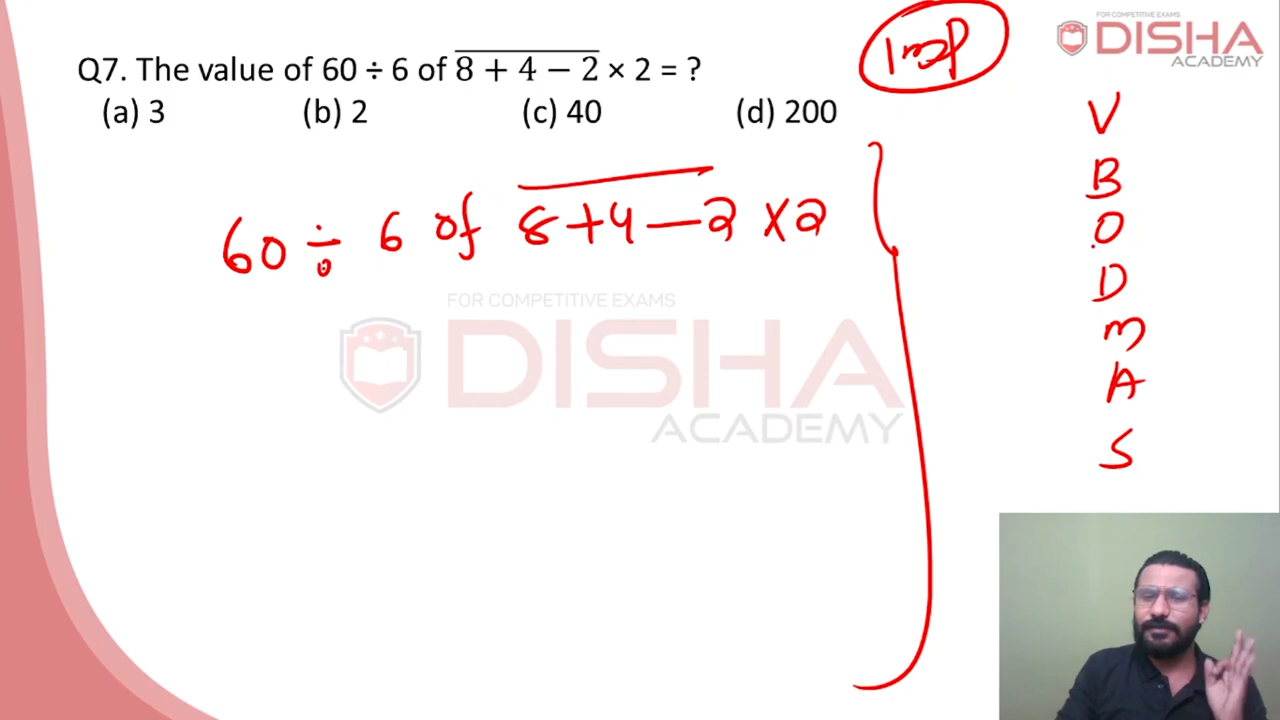 FOR COMPETITIVE EXAMS
DISHA
ACADEMY
Imp
Q7. The value of 60 ÷ 6 of 8 + 4 − 2 × 2 = ?
(a) 3 (b) 2 (c) 40 (d) 200
60 ÷ 6 of 8+4−2 ×2
V
B
O
D
m
A
S
FOR COMPETITIVE EXAMS
DISHA
ACADEMY